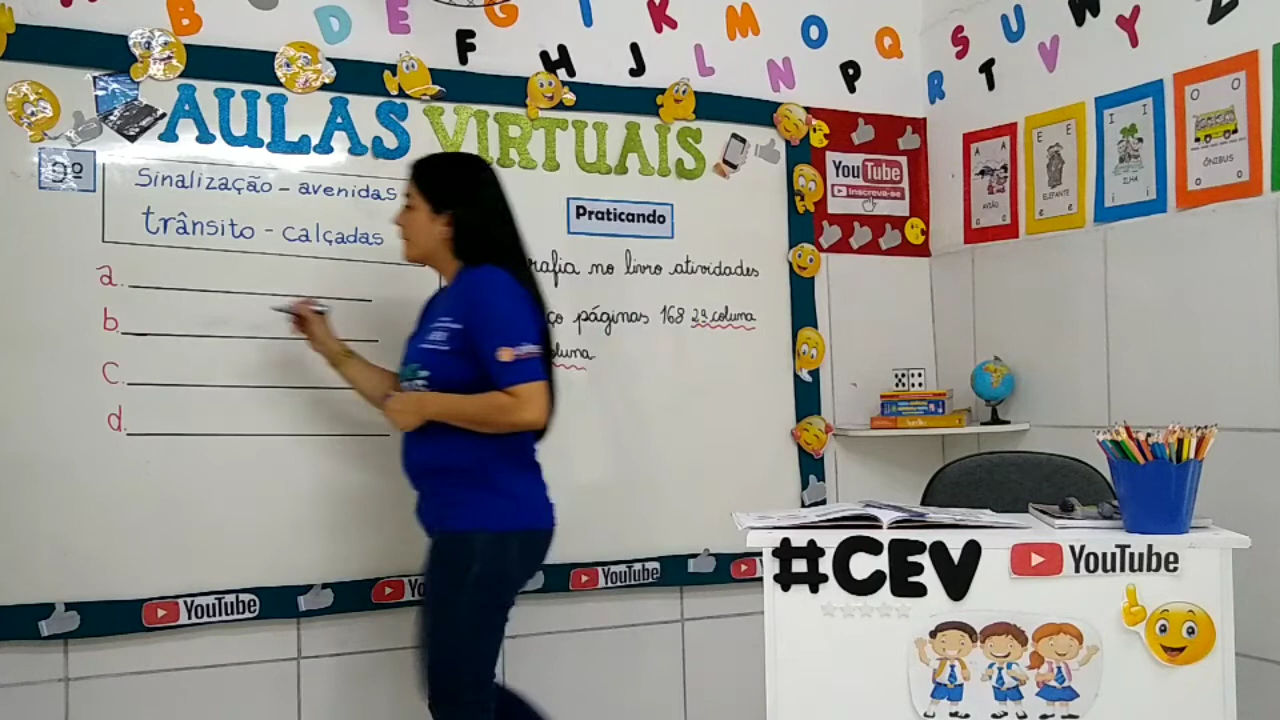 B D E G I K M O Q S U W Y Z
F H J L N P R T V
AULAS VIRTUAIS
Sinalização - avenidas
trânsito - calçadas
a.
b.
c.
d.
Praticando
rafia no livro atividades
ço páginas 168 2ª coluna
oluna
YouTube
Inscreva-se
A A
AVIÃO
E E
ELEFANTE
e e
I I
ILHA
i i
O O
ÔNIBUS
o o
YouTube
YouTube
#CEV
YouTube